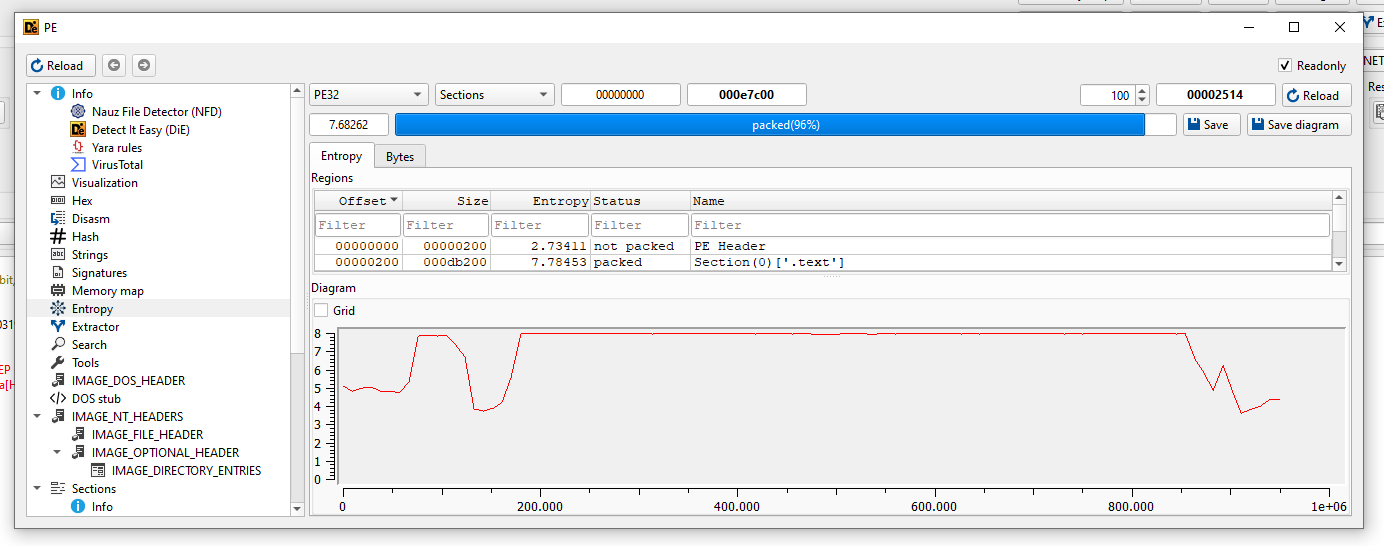 PE
Reload
Readonly
Info
Nauz File Detector (NFD)
Detect It Easy (DiE)
Yara rules
VirusTotal
Visualization
Hex
Disasm
Hash
Strings
Signatures
Memory map
Entropy
Extractor
Search
Tools
IMAGE_DOS_HEADER
DOS stub
IMAGE_NT_HEADERS
IMAGE_FILE_HEADER
IMAGE_OPTIONAL_HEADER
IMAGE_DIRECTORY_ENTRIES
Sections
Info
PE32 Sections 00000000 000e7c00 100 00002514 Reload
7.68262 packed(96%) Save Save diagram
Entropy Bytes
Regions
Offset Size Entropy Status Name
Filter Filter Filter Filter Filter
00000000 00000200 2.73411 not packed PE Header
00000200 000db200 7.78453 packed Section(0)['.text']
Diagram
Grid
8
7
6
5
4
3
2
1
0
0 200.000 400.000 600.000 800.000 1e+06
NET
Res
bit,
EP